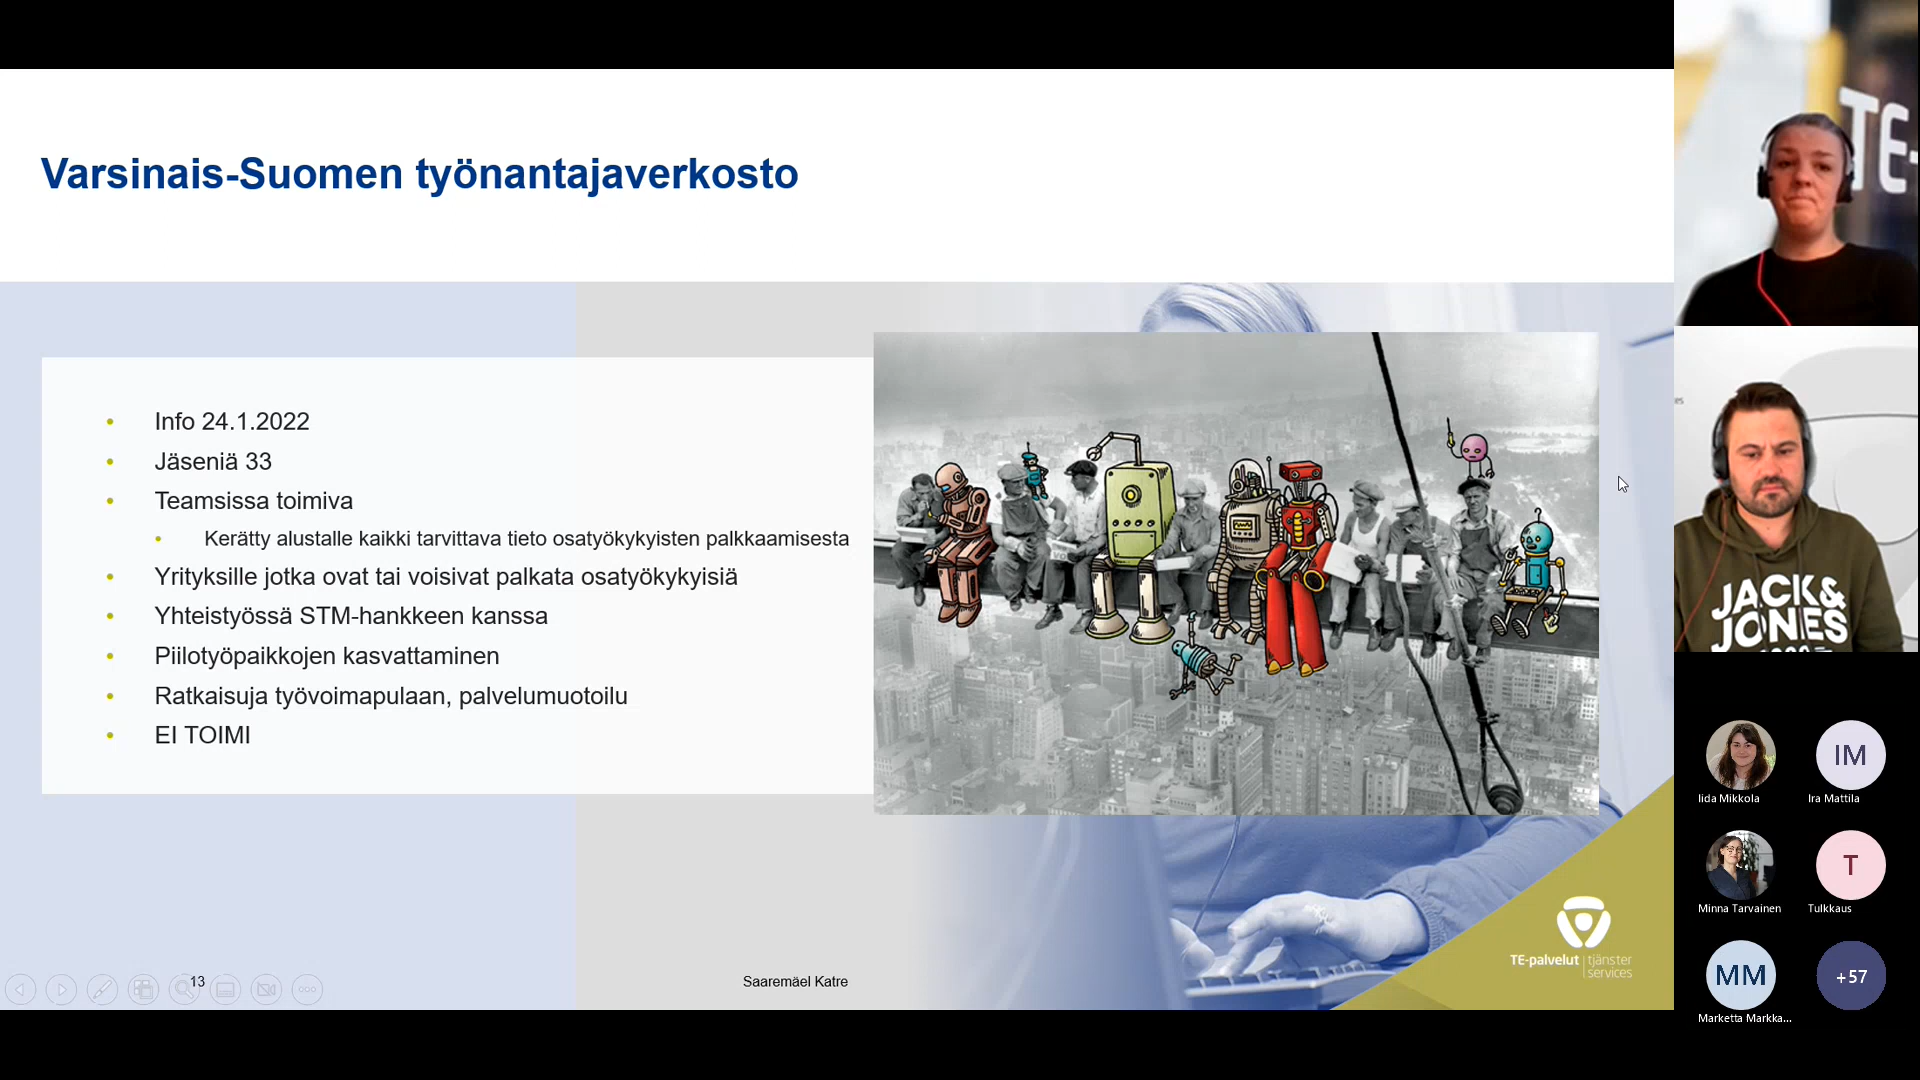 Varsinais-Suomen työnantajaverkosto
Info 24.1.2022
Jäseniä 33
Teamsissa toimiva
Kerätty alustalle kaikki tarvittava tieto osatyökykyisten palkkaamisesta
Yrityksille jotka ovat tai voisivat palkata osatyökykyisiä
Yhteistyössä STM-hankkeen kanssa
Piilotyöpaikkojen kasvattaminen
Ratkaisuja työvoimapulaan, palvelumuotoilu
EI TOIMI
13
Saaremäel Katre
TE-palvelut | tjänster
services
TE-
JACK&
JONES
IM
Iida Mikkola
Ira Mattila
T
Minna Tarvainen
Tulkkaus
MM
+57
Marketta Markka...